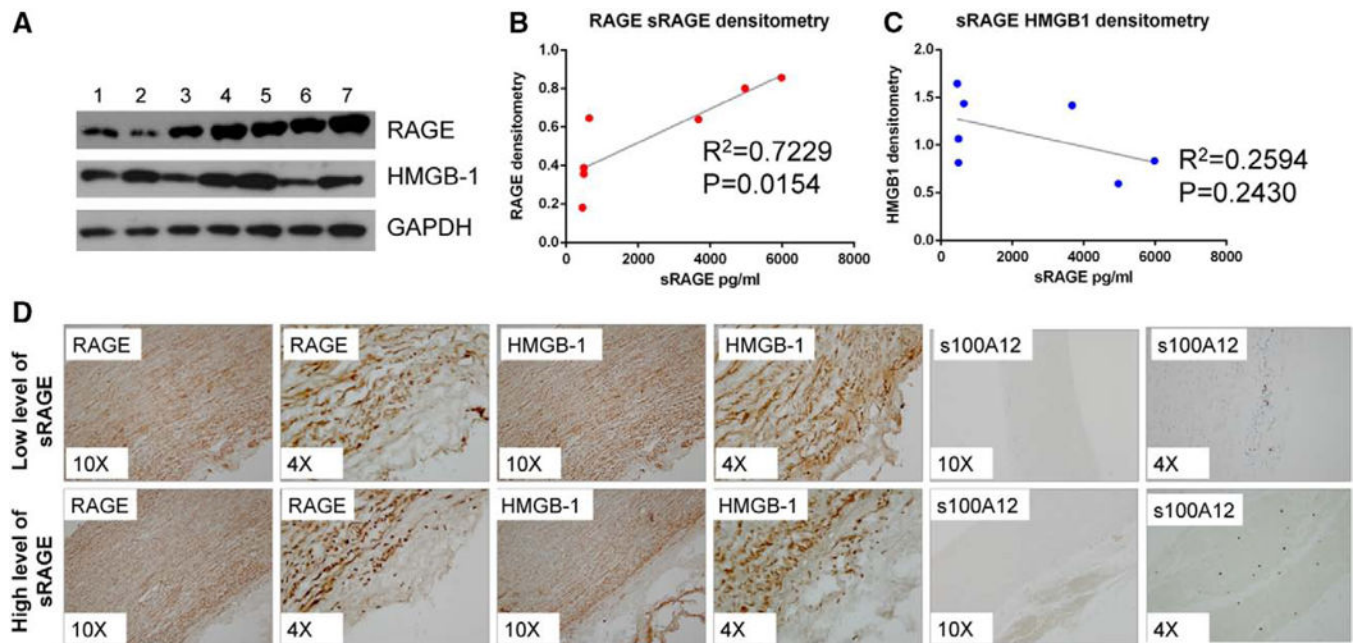 A
1 2 3 4 5 6 7
RAGE
HMGB-1
GAPDH
B
RAGE sRAGE densitometry
RAGE densitometry
1.0
0.8
0.6
0.4
0.2
0.0
0 2000 4000 6000 8000
sRAGE pg/ml
R²=0.7229
P=0.0154
C
sRAGE HMGB1 densitometry
HMGB1 densitometry
2.0
1.5
1.0
0.5
0.0
0 2000 4000 6000 8000
sRAGE pg/ml
R²=0.2594
P=0.2430
D
Low level of
sRAGE
RAGE RAGE HMGB-1 HMGB-1 s100A12 s100A12
10X 4X 10X 4X 10X 4X
High level of
sRAGE
RAGE RAGE HMGB-1 HMGB-1 s100A12 s100A12
10X 4X 10X 4X 10X 4X